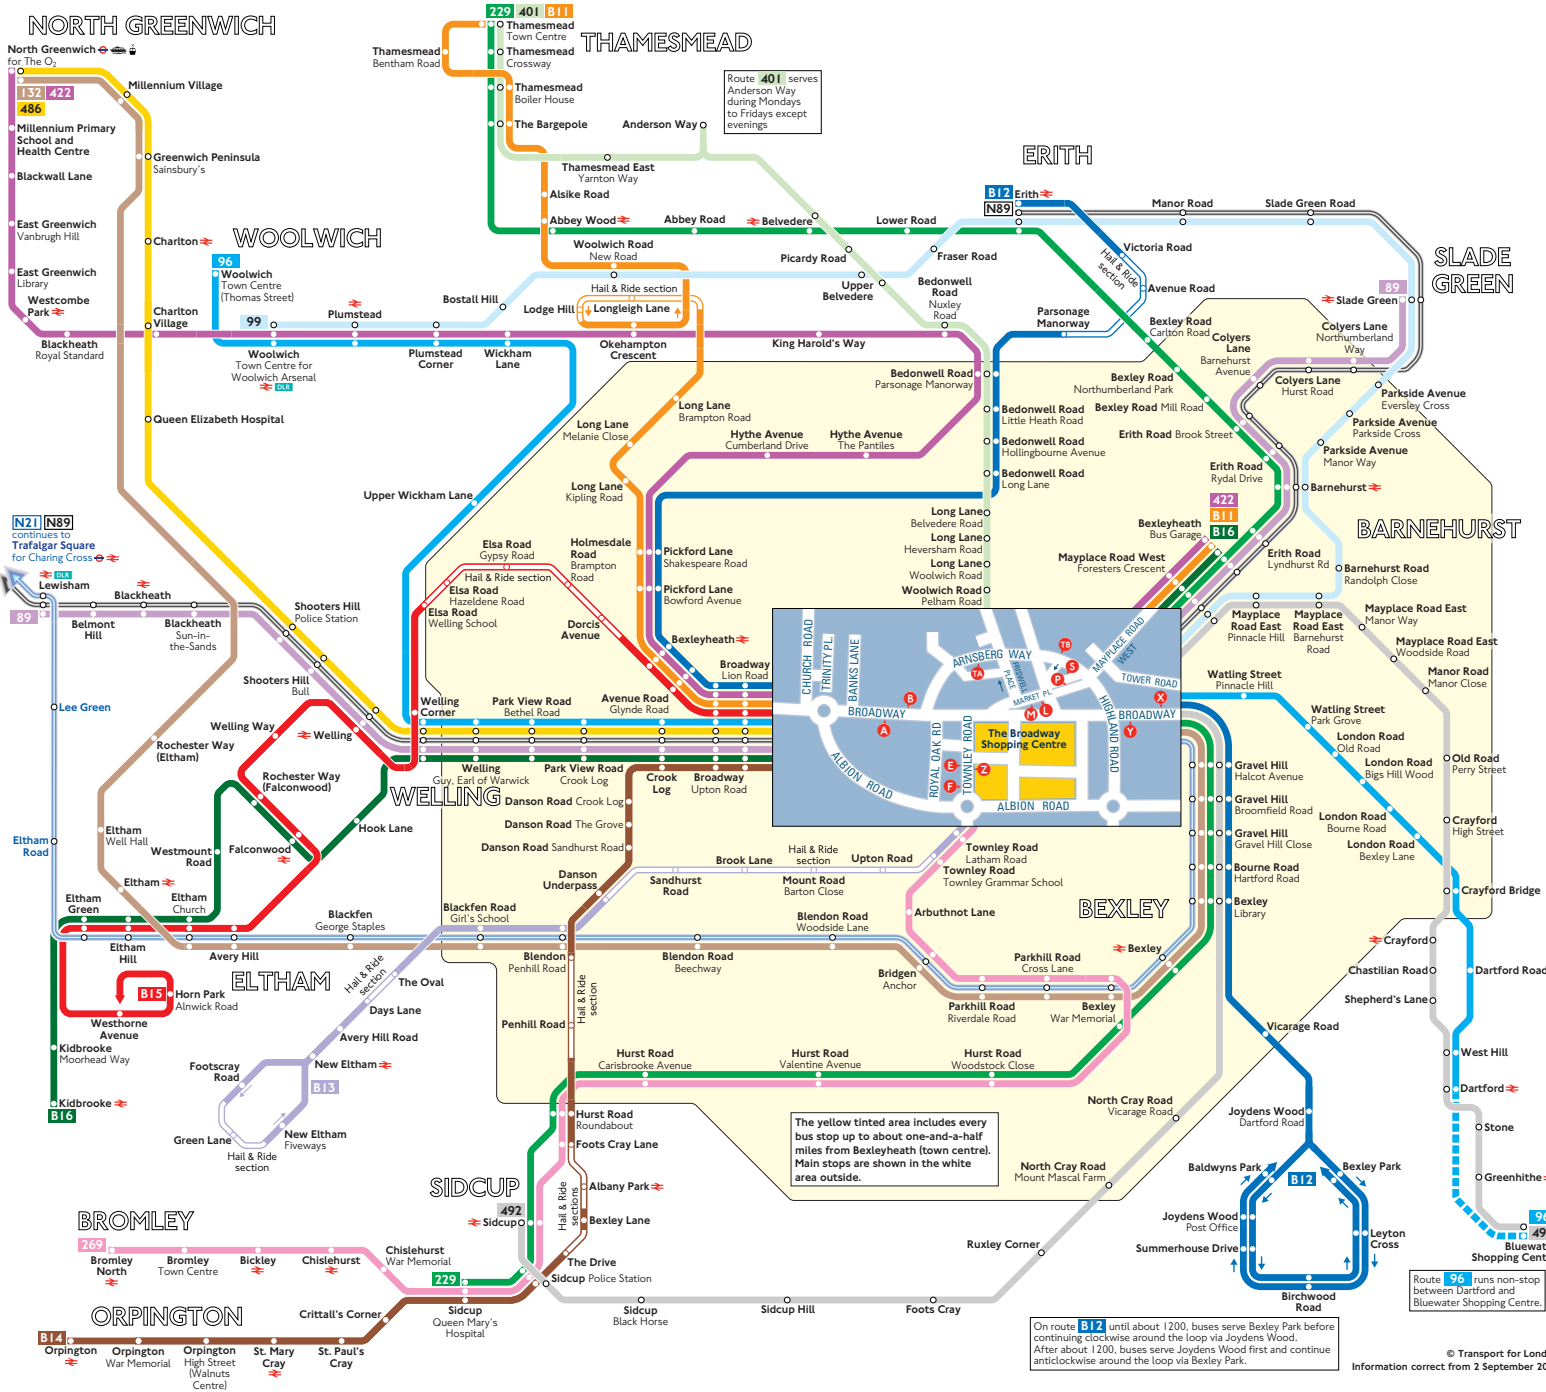 NORTH GREENWICH
North Greenwich
for The O2
132 422
486
Millennium Village
Millennium Primary
School and
Health Centre
Blackwall Lane
East Greenwich
Vanbrugh Hill
East Greenwich
Library
Westcombe
Park
Blackheath
Royal Standard
Greenwich Peninsula
Sainsbury's
Charlton
Charlton
Village
Queen Elizabeth Hospital
WOOLWICH
96
Woolwich
Town Centre
(Thomas Street)
99
Woolwich
Town Centre for
Woolwich Arsenal
DLR
Plumstead
Plumstead
Corner
Wickham
Lane
Bostall Hill
Upper Wickham Lane
229 401 B11
Thamesmead
Town Centre
THAMESMEAD
Thamesmead
Bentham Road
Thamesmead
Crossway
Thamesmead
Boiler House
The Bargepole
Anderson Way
Route 401 serves
Anderson Way
during Mondays
to Fridays except
evenings
Thamesmead East
Yarnton Way
Alsike Road
Abbey Wood
Abbey Road
Belvedere
Lower Road
Woolwich Road
New Road
Picardy Road
Upper
Belvedere
Fraser Road
Hail & Ride section
Lodge Hill
Longleigh Lane
Okehampton
Crescent
King Harold's Way
Bedonwell
Road
Nuxley
Road
ERITH
B12 Erith
N89
Manor Road
Slade Green Road
Victoria Road
Hail & Ride
section
Avenue Road
Parsonage
Manorway
SLADE
GREEN
89
Slade Green
Bexley Road
Carlton Road
Colyers
Lane
Barnehurst
Avenue
Colyers Lane
Northumberland
Way
Colyers Lane
Hurst Road
Bexley Road
Northumberland Park
Bexley Road Mill Road
Erith Road Brook Street
Erith Road
Rydal Drive
Parkside Avenue
Eversley Cross
Parkside Avenue
Parkside Cross
Parkside Avenue
Manor Way
Barnehurst
BARNEHURST
Bedonwell Road
Parsonage Manorway
Bedonwell Road
Little Heath Road
Bedonwell Road
Hollingbourne Avenue
Bedonwell Road
Long Lane
Long Lane
Belvedere Road
Long Lane
Heversham Road
Long Lane
Woolwich Road
Woolwich Road
Pelham Road
Long Lane
Brampton Road
Long Lane
Melanie Close
Long Lane
Kipling Road
Hythe Avenue
Cumberland Drive
Hythe Avenue
The Pantiles
422
B11
B16
Bexleyheath
Bus Garage
Mayplace Road West
Foresters Crescent
Erith Road
Lyndhurst Rd
Barnehurst Road
Randolph Close
Mayplace
Road East
Pinnacle Hill
Mayplace
Road East
Barnehurst
Road
Mayplace Road East
Manor Way
Mayplace Road East
Woodside Road
Manor Road
Manor Close
N21 N89
continues to
Trafalgar Square
for Charing Cross
DLR
Lewisham
89
Belmont
Hill
Blackheath
Blackheath
Sun-in-
the-Sands
Shooters Hill
Police Station
Shooters Hill
Bull
Lee Green
Eltham
Road
Elsa Road
Gypsy Road
Hail & Ride section
Holmesdale
Road
Brampton
Road
Elsa Road
Hazeldene Road
Elsa Road
Welling School
Dorcis
Avenue
Pickford Lane
Shakespeare Road
Pickford Lane
Bowford Avenue
Bexleyheath
Broadway
Lion Road
Avenue Road
Glynde Road
Welling
Corner
Park View Road
Bethel Road
Welling
Guy, Earl of Warwick
Park View Road
Crook Log
Crook
Log
Broadway
Upton Road
Welling Way
Welling
Rochester Way
(Eltham)
Rochester Way
(Falconwood)
WELLING
Hook Lane
Falconwood
Westmount
Road
Eltham
Well Hall
Eltham
Eltham
Green
Eltham
Church
Eltham
Hill
Avery Hill
ELTHAM
B15 Horn Park
Alnwick Road
Westhorne
Avenue
Kidbrooke
Moorhead Way
Kidbrooke
B16
CHURCH ROAD
TRINITY PL.
BANKS LANE
ARNSBERG WAY
FRISWELL
PLACE
MARKET PL.
MAYPLACE ROAD
WEST
TOWER ROAD
BROADWAY
BROADWAY
HIGHLAND ROAD
ROYAL OAK RD
TOWNLEY ROAD
ALBION ROAD
ALBION ROAD
The Broadway
Shopping Centre
A
B
E
F
L
M
P
S
TA
TB
X
Y
Z
Watling Street
Pinnacle Hill
Watling Street
Park Grove
London Road
Old Road
London Road
Bigs Hill Wood
London Road
Bourne Road
London Road
Bexley Lane
Old Road
Perry Street
Crayford
High Street
Crayford Bridge
Crayford
Chastilian Road
Shepherd's Lane
Dartford Road
West Hill
Dartford
Stone
Greenhithe
Shopping Cent
Route 96 runs non-stop
between Dartford and
Bluewater Shopping Centre.
Danson Road Crook Log
Danson Road The Grove
Danson Road Sandhurst Road
Danson
Underpass
Sandhurst
Road
Brook Lane
Hail & Ride
section
Mount Road
Barton Close
Upton Road
Townley Road
Latham Road
Townley Road
Townley Grammar School
Arbuthnot Lane
Gravel Hill
Halcot Avenue
Gravel Hill
Broomfield Road
Gravel Hill
Gravel Hill Close
Bourne Road
Hartford Road
Bexley
Library
BEXLEY
Bexley
Blackfen
George Staples
Blackfen Road
Girl's School
Blendon
Penhill Road
Blendon Road
Beechway
Blendon Road
Woodside Lane
Bridgen
Anchor
Parkhill Road
Cross Lane
Parkhill Road
Riverdale Road
Bexley
War Memorial
Hail & Ride
section
The Oval
Days Lane
Avery Hill Road
New Eltham
B13
Footscray
Road
Green Lane
New Eltham
Fiveways
Hail & Ride
section
Hail & Ride
section
Penhill Road
Hurst Road
Carisbrooke Avenue
Hurst Road
Valentine Avenue
Hurst Road
Woodstock Close
Hurst Road
Roundabout
Foots Cray Lane
Albany Park
Hail & Ride
sections
Bexley Lane
The Drive
SIDCUP
492
Sidcup
Sidcup Police Station
Sidcup
Black Horse
Sidcup Hill
Foots Cray
Ruxley Corner
North Cray Road
Mount Mascal Farm
North Cray Road
Vicarage Road
The yellow tinted area includes every
bus stop up to about one-and-a-half
miles from Bexleyheath (town centre).
Main stops are shown in the white
area outside.
Vicarage Road
Joydens Wood
Dartford Road
Baldwyns Park
B12
Bexley Park
Joydens Wood
Post Office
Summerhouse Drive
Leyton
Cross
Birchwood
Road
On route B12 until about 1200, buses serve Bexley Park before
continuing clockwise around the loop via Joydens Wood.
After about 1200, buses serve Joydens Wood first and continue
anticlockwise around the loop via Bexley Park.
BROMLEY
269
Bromley
North
Bromley
Town Centre
Bickley
Chislehurst
Chislehurst
War Memorial
229
Sidcup
Queen Mary's
Hospital
Crittall's Corner
ORPINGTON
B14
Orpington
Orpington
War Memorial
Orpington
High Street
(Walnuts
Centre)
St. Mary
Cray
St. Paul's
Cray
© Transport for Lond
Information correct from 2 September 20